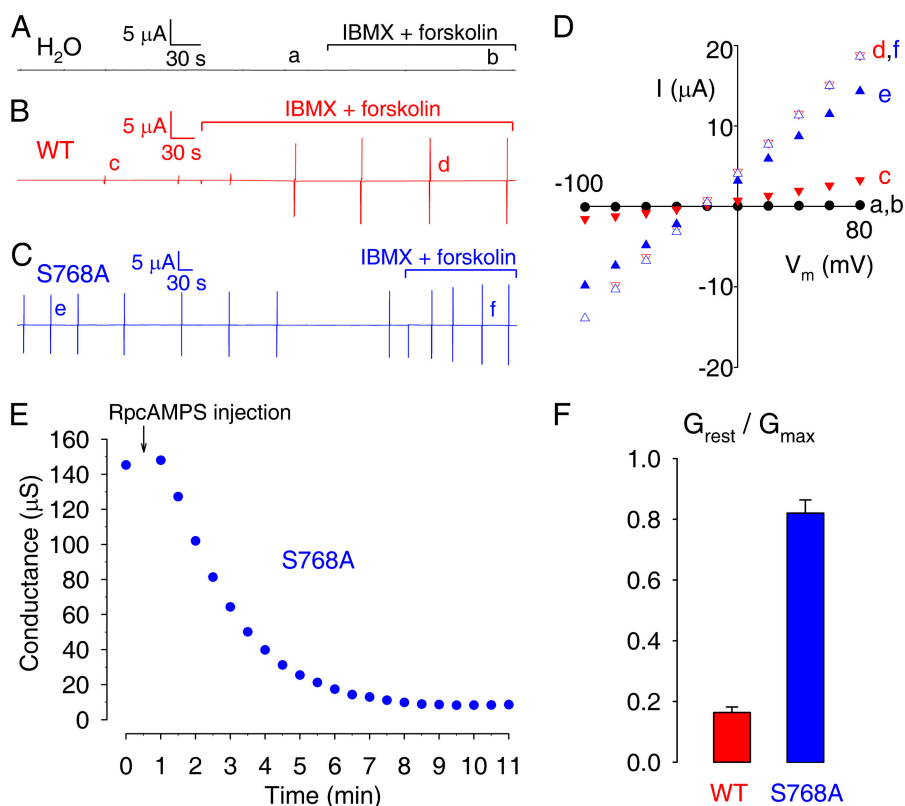 A
H2O
5 μA
30 s
IBMX + forskolin
a
b
B
WT
5 μA
30 s
IBMX + forskolin
c
d
C
S768A
5 μA
30 s
IBMX + forskolin
e
f
D
I (μA)
20
10
-10
-20
-100
80
Vm (mV)
d,f
e
c
a,b
E
RpcAMPS injection
Conductance (μS)
160
140
120
100
80
60
40
20
0
S768A
0 1 2 3 4 5 6 7 8 9 10 11
Time (min)
F
Grest / Gmax
1.0
0.8
0.6
0.4
0.2
0.0
WT
S768A